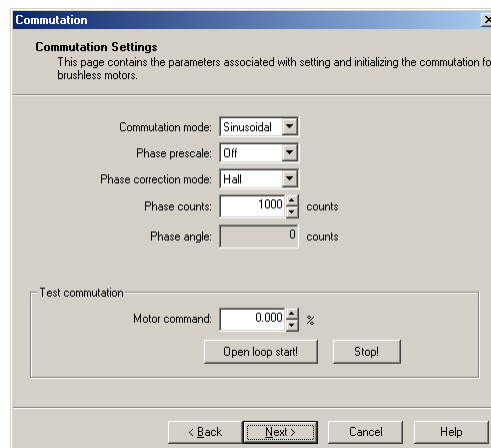 Commutation
Commutation Settings
This page contains the parameters associated with setting and initializing the commutation fo
brushless motors.
Commutation mode: Sinusoidal
Phase prescale: Off
Phase correction mode: Hall
Phase counts: 1000 counts
Phase angle: 0 counts
Test commutation
Motor command: 0.000 %
Open loop start! Stop!
< Back Next > Cancel Help